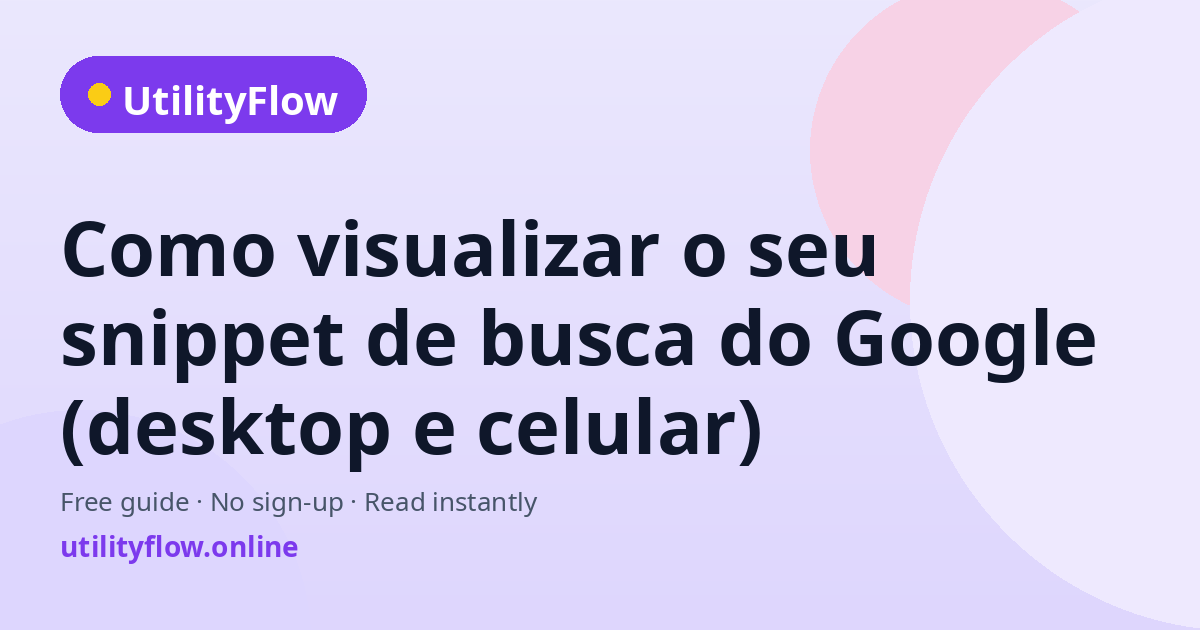 UtilityFlow
Como visualizar o seu
snippet de busca do Google
(desktop e celular)
Free guide · No sign-up · Read instantly
utilityflow.online